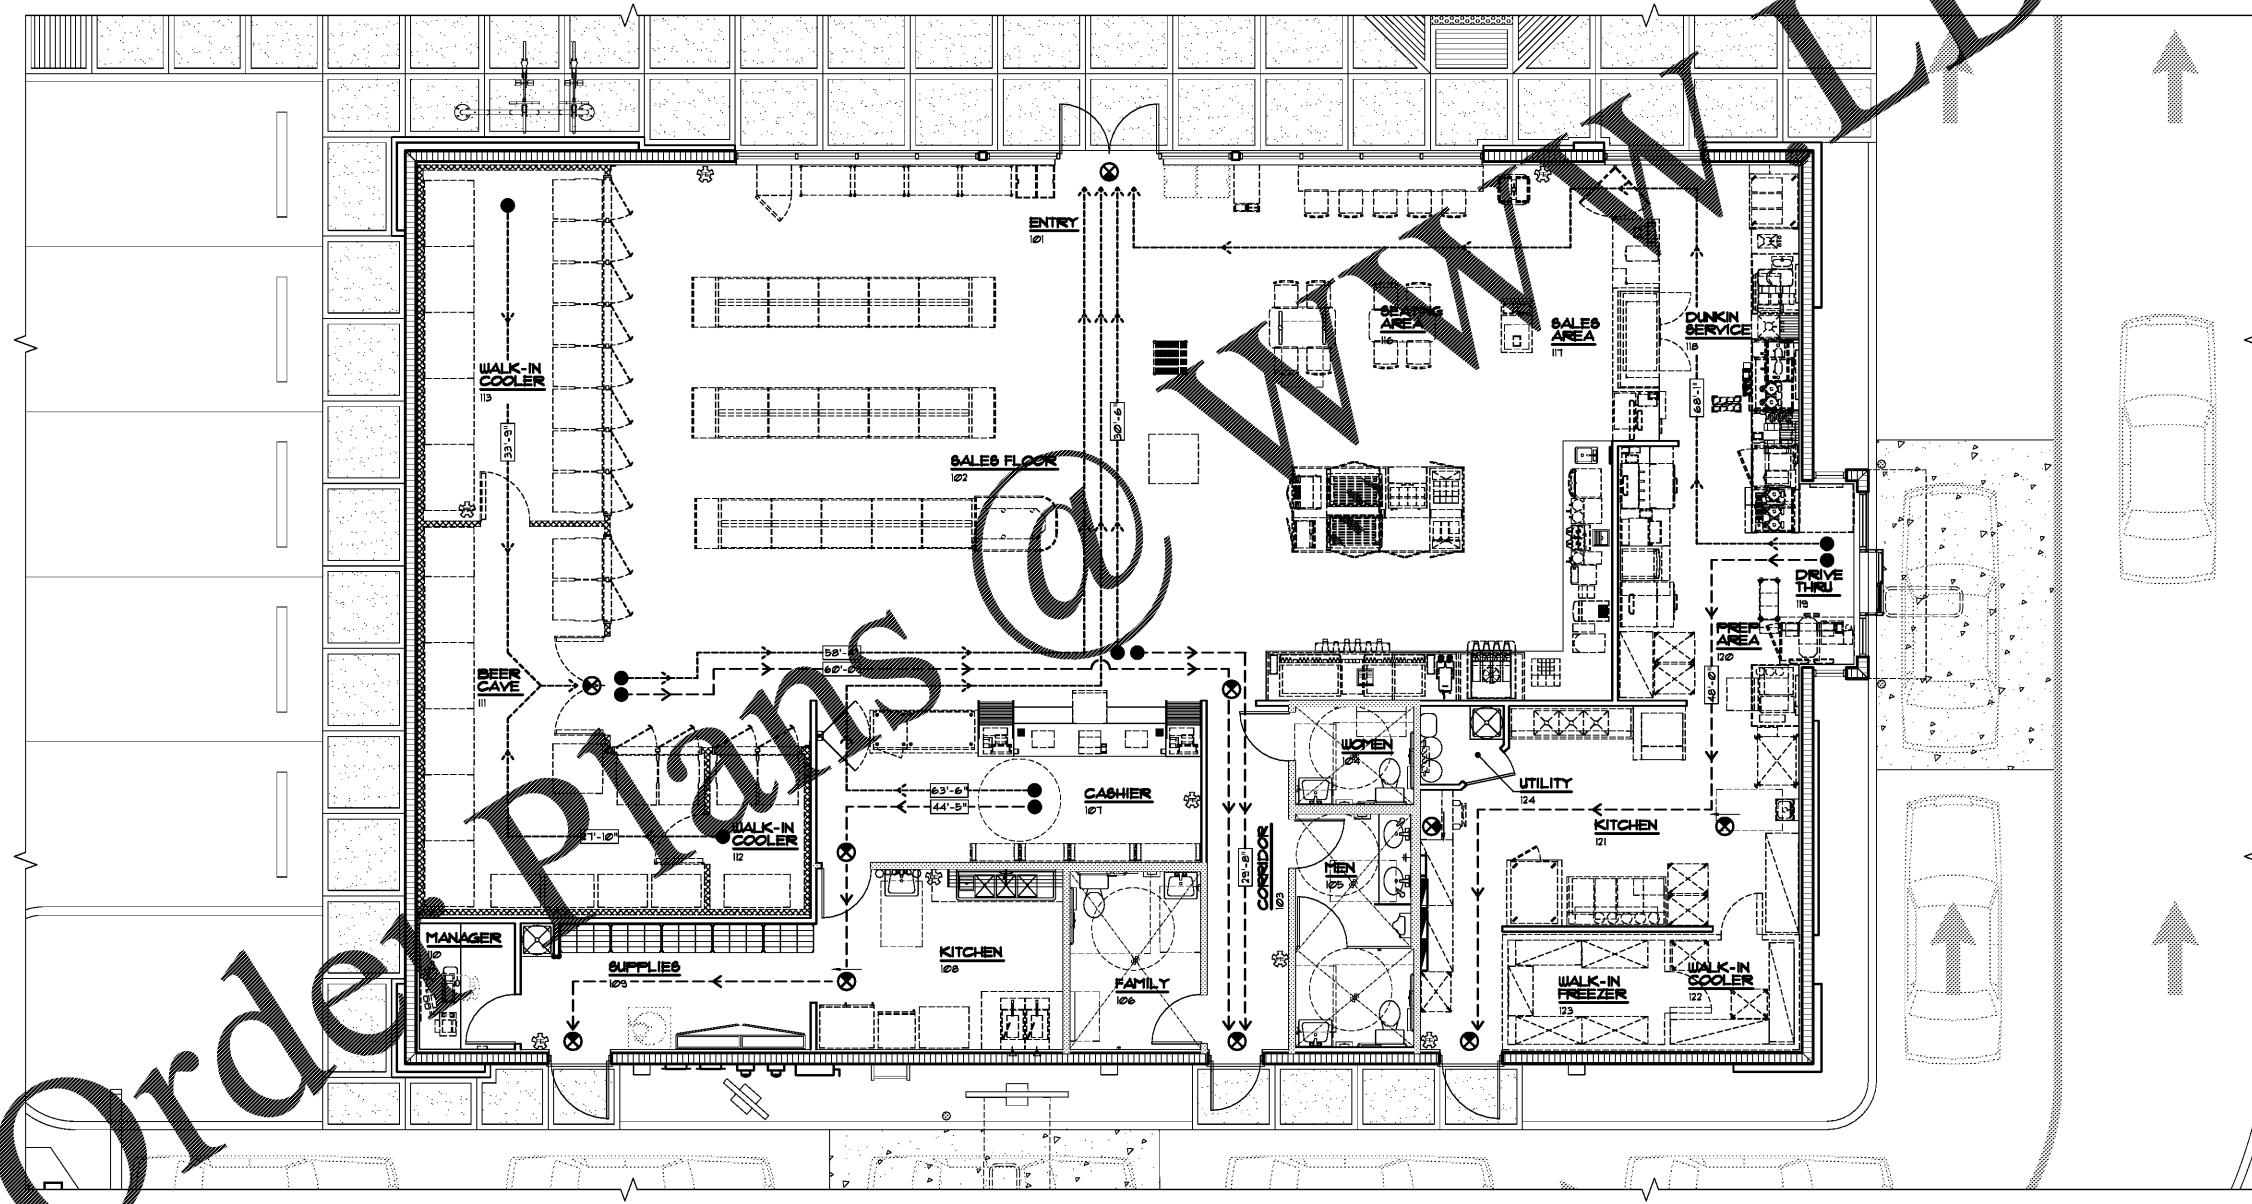 ENTRY
101
WALK-IN
COOLER
113
33'-9"
30'-6"
SEATING
AREA
116
SALES
AREA
117
DUNKIN
SERVICE
118
68'-1"
SALES FLOOR
102
DRIVE
THRU
119
PREP
AREA
120
48'-0"
BEER
CAVE
111
60'-0"
WOMEN
104
UTILITY
124
63'-6"
44'-5"
CASHIER
107
WALK-IN
COOLER
112
KITCHEN
121
CORRIDOR
103
29'-8"
MEN
105
MANAGER
110
SUPPLIES
109
KITCHEN
108
FAMILY
106
WALK-IN
FREEZER
123
WALK-IN
COOLER
122
Order Plans @ WWW.